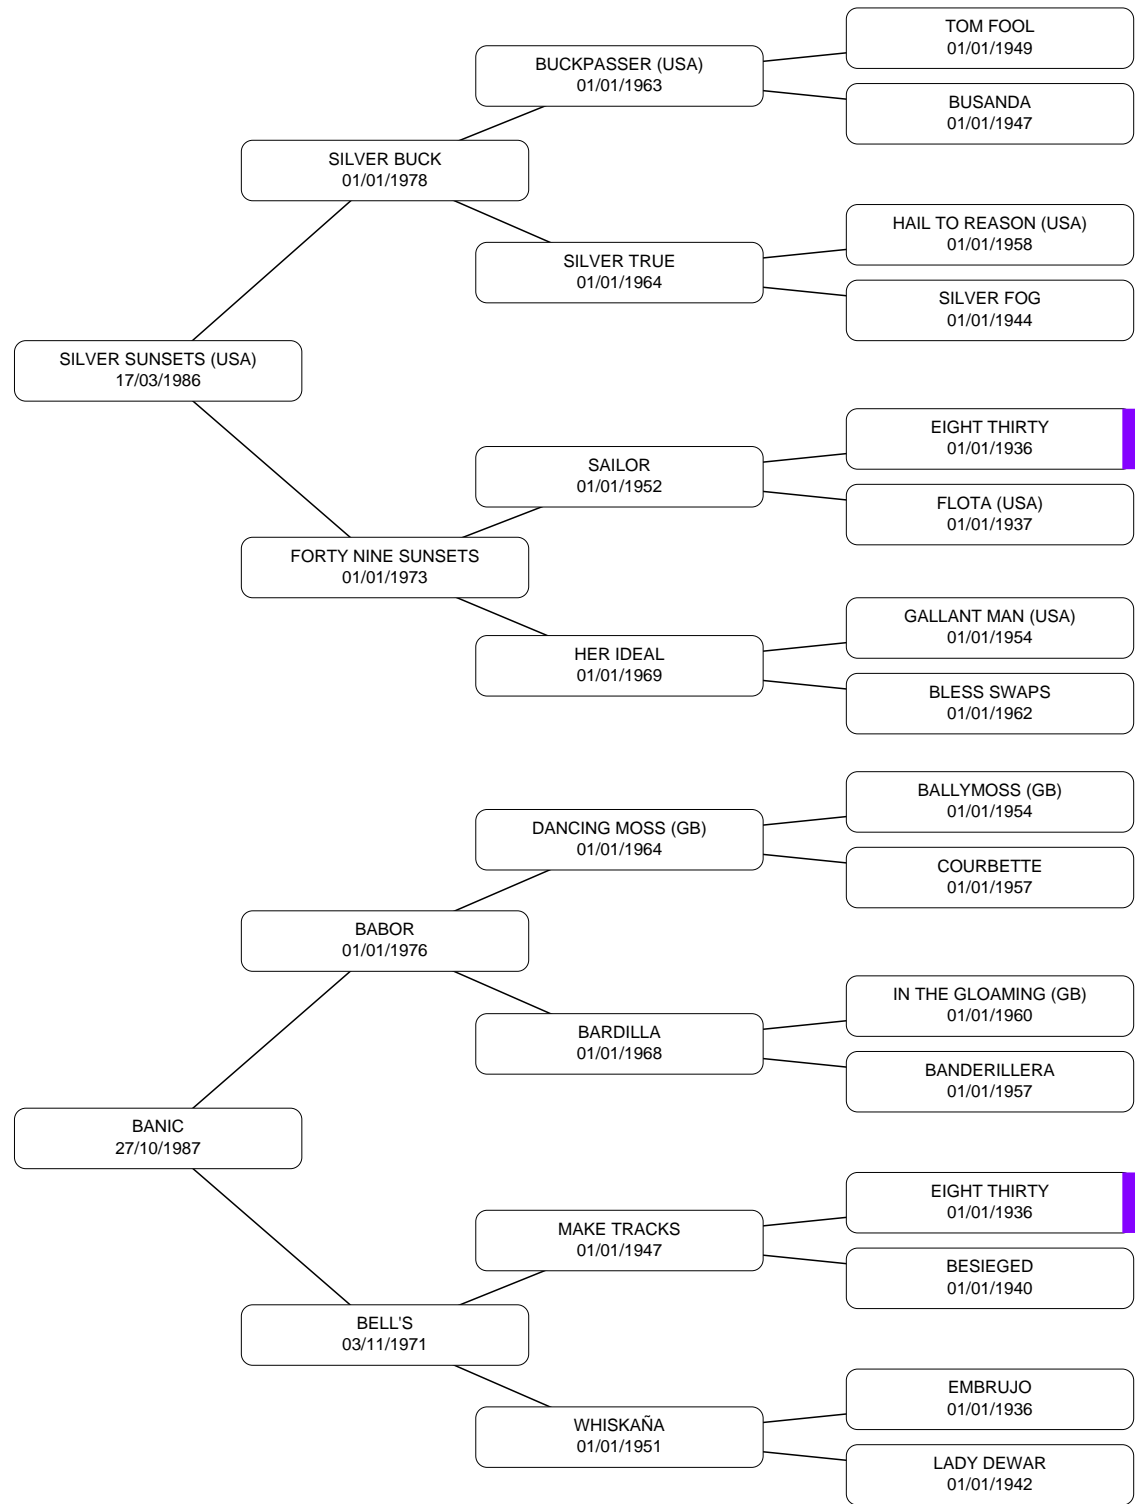 TOM FOOL
01/01/1949
BUCKPASSER (USA)
01/01/1963
BUSANDA
01/01/1947
SILVER BUCK
01/01/1978
HAIL TO REASON (USA)
01/01/1958
SILVER TRUE
01/01/1964
SILVER FOG
01/01/1944
SILVER SUNSETS (USA)
17/03/1986
EIGHT THIRTY
01/01/1936
SAILOR
01/01/1952
FLOTA (USA)
01/01/1937
FORTY NINE SUNSETS
01/01/1973
GALLANT MAN (USA)
01/01/1954
HER IDEAL
01/01/1969
BLESS SWAPS
01/01/1962
BALLYMOSS (GB)
01/01/1954
DANCING MOSS (GB)
01/01/1964
COURBETTE
01/01/1957
BABOR
01/01/1976
IN THE GLOAMING (GB)
01/01/1960
BARDILLA
01/01/1968
BANDERILLERA
01/01/1957
BANIC
27/10/1987
EIGHT THIRTY
01/01/1936
MAKE TRACKS
01/01/1947
BESIEGED
01/01/1940
BELL'S
03/11/1971
EMBRUJO
01/01/1936
WHISKAÑA
01/01/1951
LADY DEWAR
01/01/1942